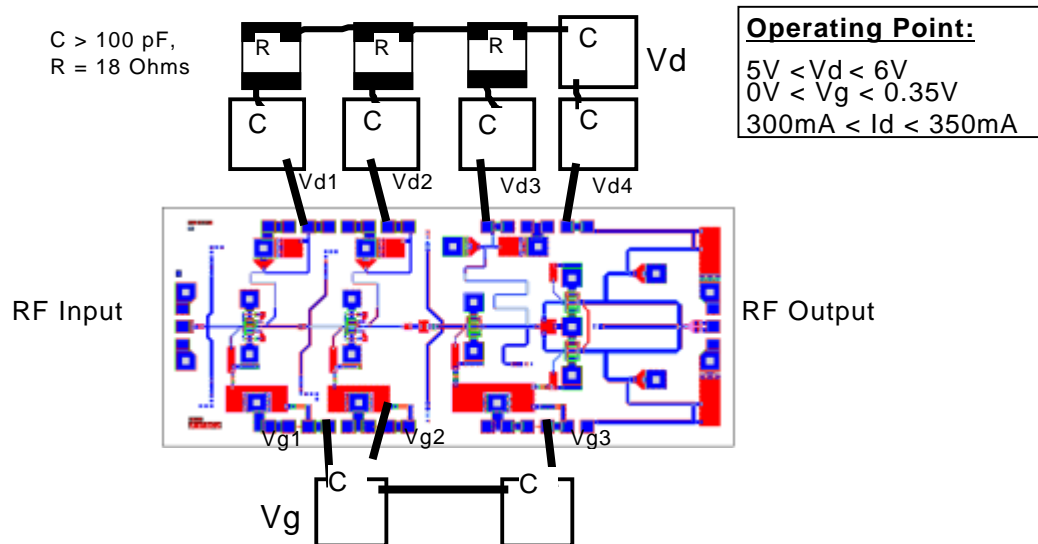 C > 100 pF,
R = 18 Ohms
R
R
R
C
Vd
Operating Point:
5V < Vd < 6V
0V < Vg < 0.35V
300mA < Id < 350mA
C
C
C
C
Vd1
Vd2
Vd3
Vd4
RF Input
RF Output
Vg1
Vg2
Vg3
C
C
Vg